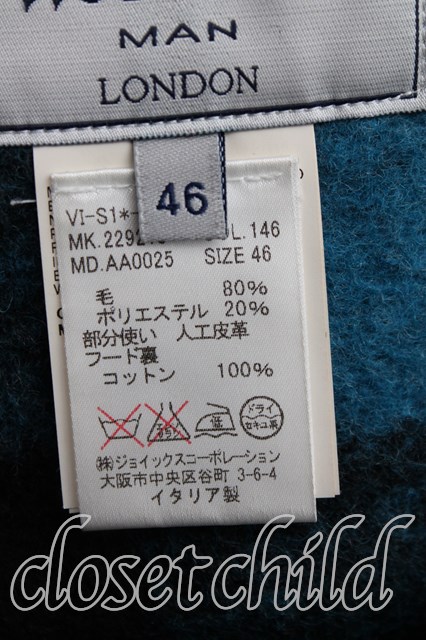 MAN
LONDON
46
VI-S1*-
MK.229
MD.AA0025 SIZE 46
毛 80%
ポリエステル 20%
部分使い 人工皮革
フード裏
コットン 100%
低
ドライ
セキユ系
㈱ジョイックスコーポレーション
大阪市中央区谷町 3-6-4
イタリア製
closet child